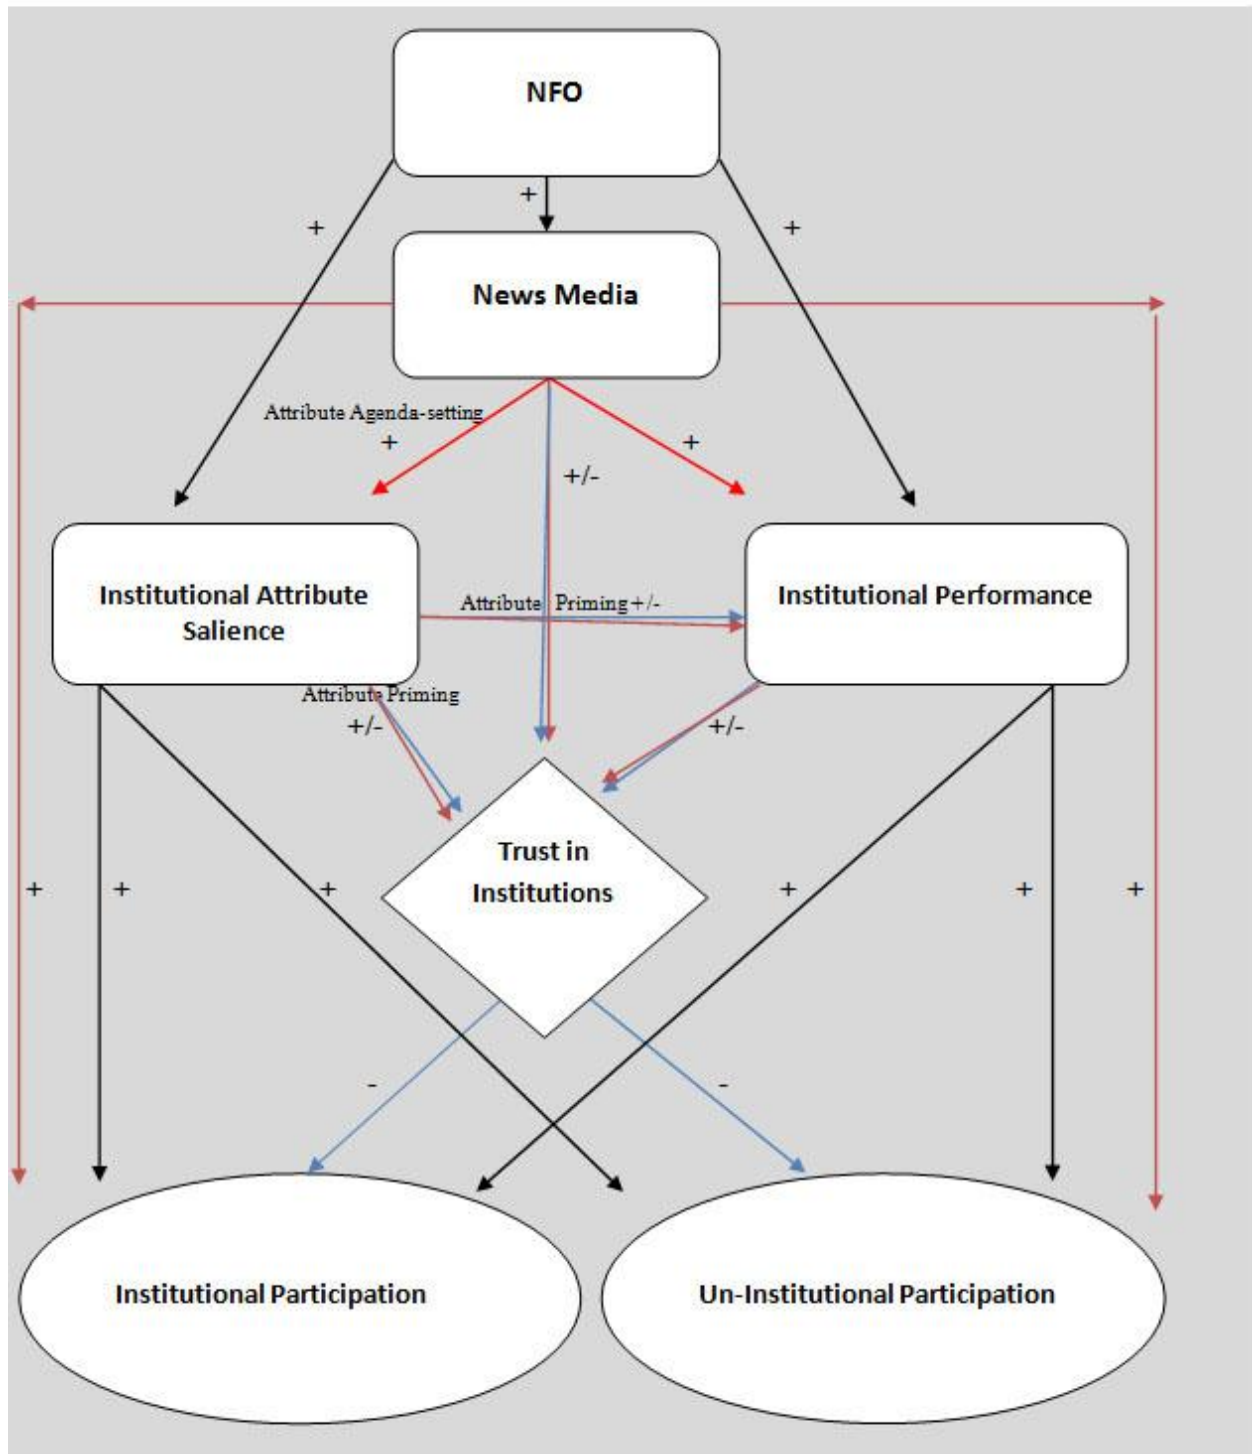 NFO
+
+
+
News Media
Attribute Agenda-setting
+
+
+/-
Institutional Attribute
Salience
Attribute Priming +/-
Institutional Performance
Attribute Priming
+/-
+/-
Trust in
Institutions
+
+
+
+
+
+
-
-
Institutional Participation
Un-Institutional Participation